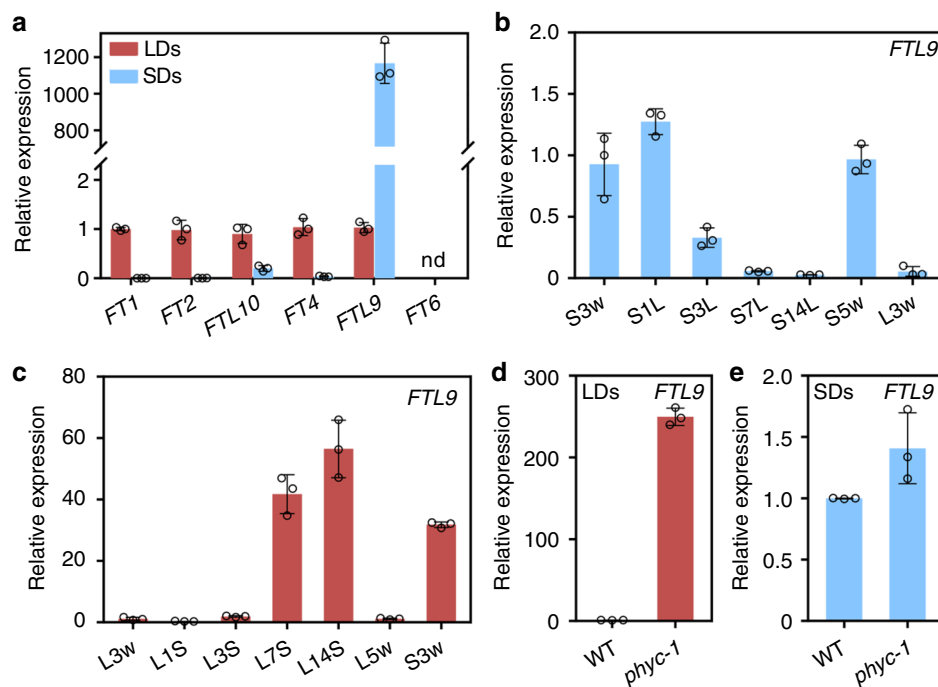 a
Relative expression
1200
1000
800
2
1
0
LDs
SDs
nd
FT1
FT2
FTL10
FT4
FTL9
FT6
b
Relative expression
2.0
1.5
1.0
0.5
0
FTL9
S3w
S1L
S3L
S7L
S14L
S5w
L3w
c
Relative expression
80
60
40
20
0
FTL9
L3w
L1S
L3S
L7S
L14S
L5w
S3w
d
Relative expression
300
200
100
0
LDs
FTL9
WT
phyc-1
e
Relative expression
2.0
1.5
1.0
0.5
0
SDs
FTL9
WT
phyc-1